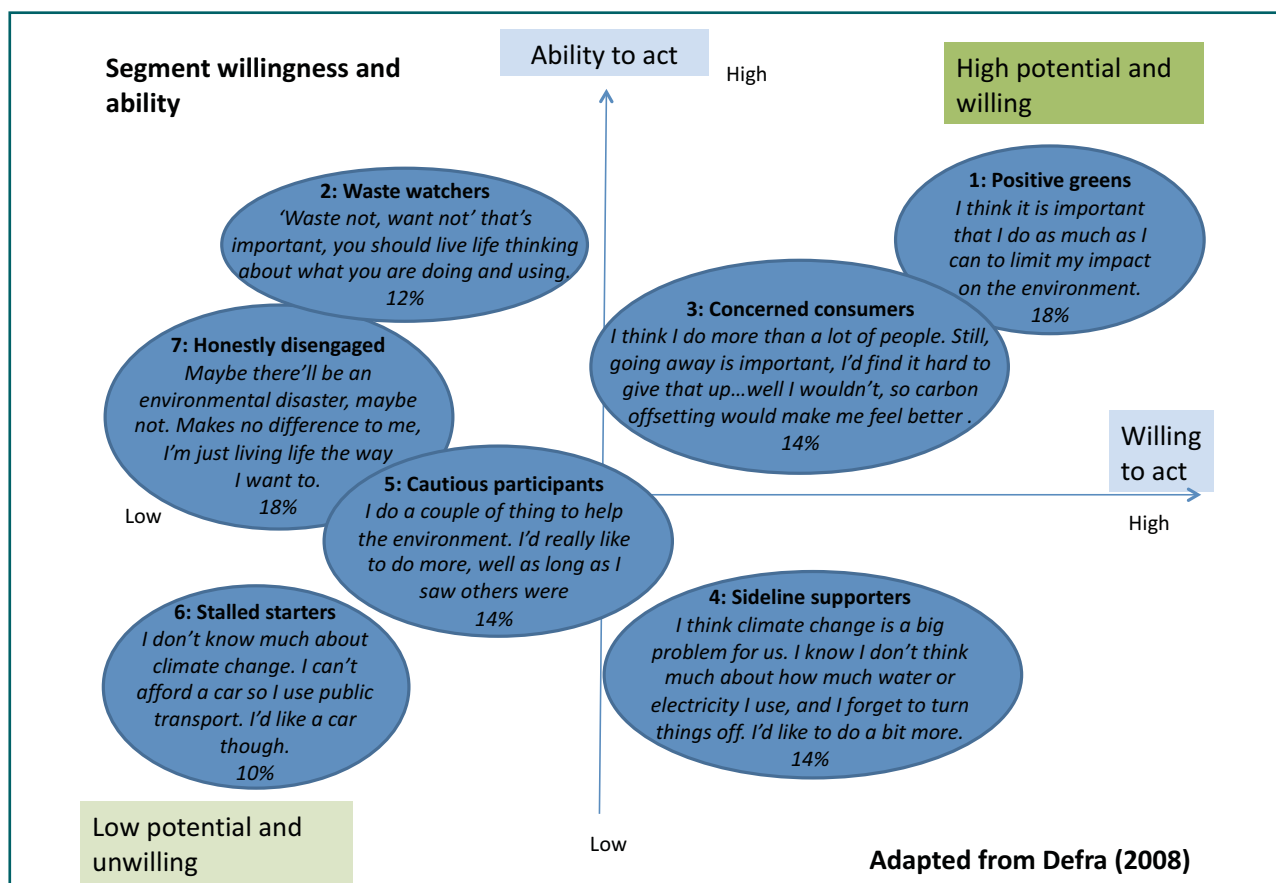 Segment willingness and
ability
Ability to act
High
High potential and
willing
2: Waste watchers
‘Waste not, want not’ that’s
important, you should live life thinking
about what you are doing and using.
12%
1: Positive greens
I think it is important
that I do as much as I
can to limit my impact
on the environment.
18%
3: Concerned consumers
I think I do more than a lot of people. Still,
going away is important, I’d find it hard to
give that up…well I wouldn’t, so carbon
offsetting would make me feel better .
14%
7: Honestly disengaged
Maybe there’ll be an
environmental disaster, maybe
not. Makes no difference to me,
I’m just living life the way
I want to.
18%
Low
Willing
to act
High
5: Cautious participants
I do a couple of thing to help
the environment. I’d really like
to do more, well as long as I
saw others were
14%
6: Stalled starters
I don’t know much about
climate change. I can’t
afford a car so I use public
transport. I’d like a car
though.
10%
4: Sideline supporters
I think climate change is a big
problem for us. I know I don’t think
much about how much water or
electricity I use, and I forget to turn
things off. I’d like to do a bit more.
14%
Low potential and
unwilling
Low
Adapted from Defra (2008)